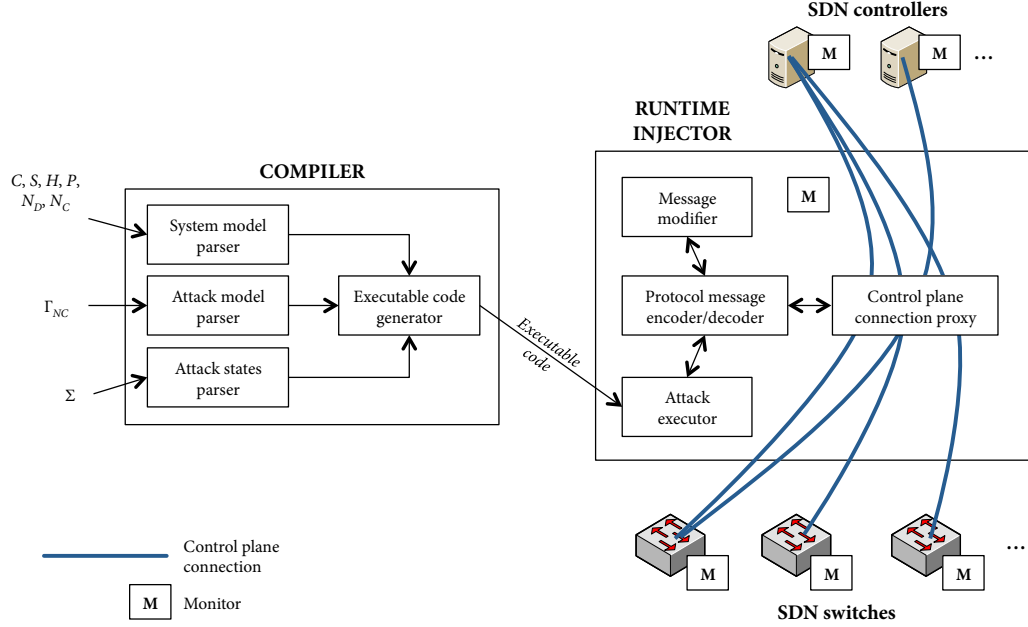 SDN controllers
M
M
...
RUNTIME
INJECTOR
COMPILER
C, S, H, P,
N_D, N_C
System model
parser
Γ_NC
Attack model
parser
Executable code
generator
Σ
Attack states
parser
Executable
code
Message
modifier
M
Protocol message
encoder/decoder
Control plane
connection proxy
Attack
executor
M
M
M
...
SDN switches
Control plane
connection
M Monitor